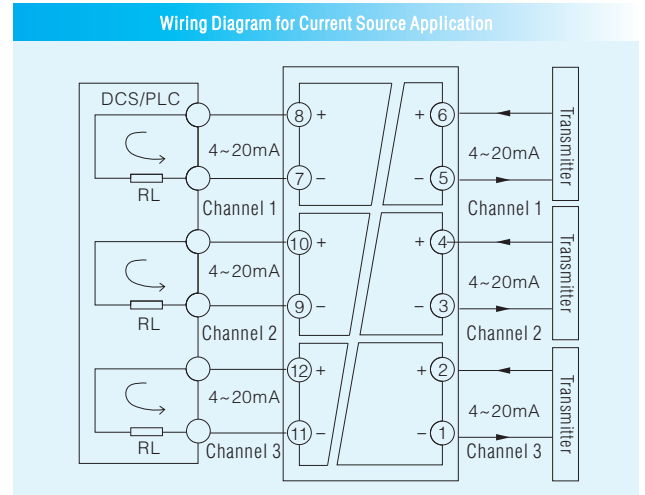 Wiring Diagram for Current Source Application
DCS/PLC
8 +
+ 6
Transmitter
4~20mA
4~20mA
7 −
− 5
RL
Channel 1
Channel 1
10 +
+ 4
Transmitter
4~20mA
4~20mA
9 −
− 3
RL
Channel 2
Channel 2
12 +
+ 2
Transmitter
4~20mA
4~20mA
11 −
− 1
RL
Channel 3
Channel 3